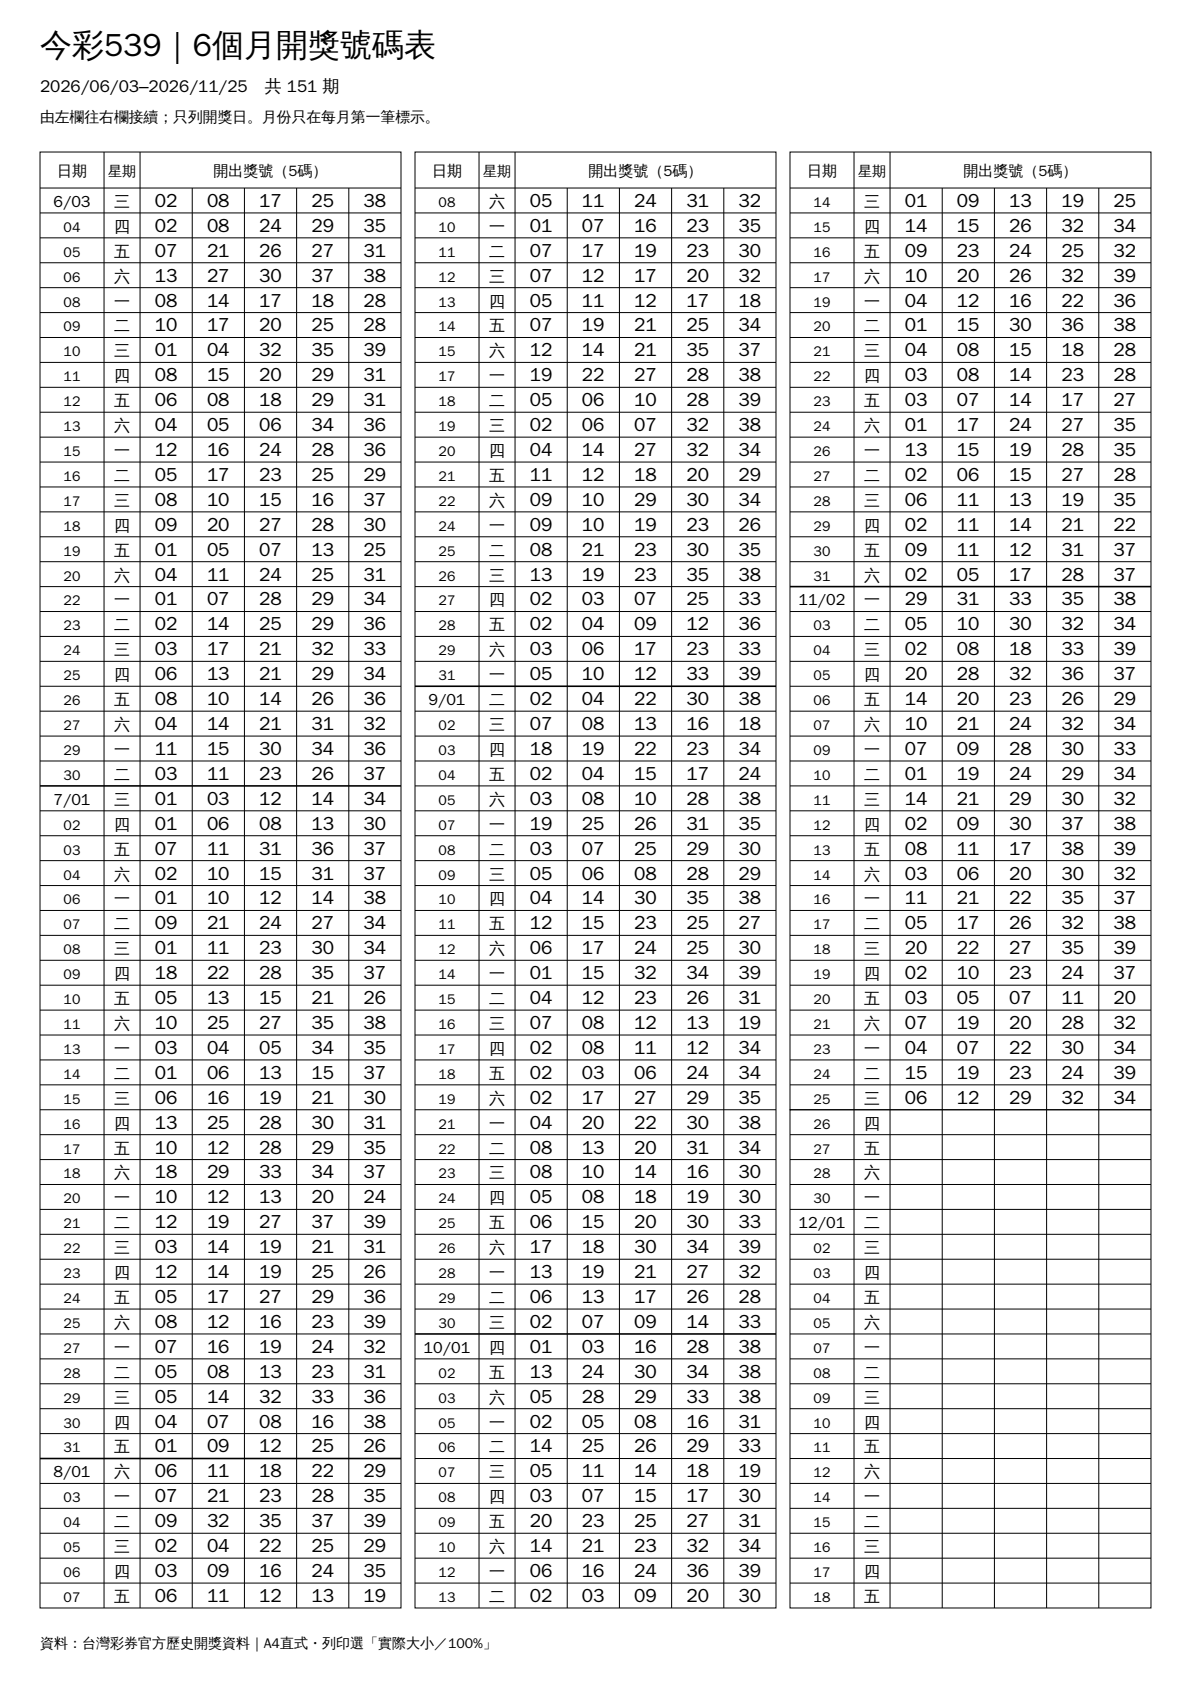 今彩539｜6個月開獎號碼表
2026/06/03–2026/11/25　共 151 期
由左欄往右欄接續；只列開獎日。月份只在每月第一筆標示。
日期 星期 開出獎號（5碼）
6/03 三 02 08 17 25 38
04 四 02 08 24 29 35
05 五 07 21 26 27 31
06 六 13 27 30 37 38
08 一 08 14 17 18 28
09 二 10 17 20 25 28
10 三 01 04 32 35 39
11 四 08 15 20 29 31
12 五 06 08 18 29 31
13 六 04 05 06 34 36
15 一 12 16 24 28 36
16 二 05 17 23 25 29
17 三 08 10 15 16 37
18 四 09 20 27 28 30
19 五 01 05 07 13 25
20 六 04 11 24 25 31
22 一 01 07 28 29 34
23 二 02 14 25 29 36
24 三 03 17 21 32 33
25 四 06 13 21 29 34
26 五 08 10 14 26 36
27 六 04 14 21 31 32
29 一 11 15 30 34 36
30 二 03 11 23 26 37
7/01 三 01 03 12 14 34
02 四 01 06 08 13 30
03 五 07 11 31 36 37
04 六 02 10 15 31 37
06 一 01 10 12 14 38
07 二 09 21 24 27 34
08 三 01 11 23 30 34
09 四 18 22 28 35 37
10 五 05 13 15 21 26
11 六 10 25 27 35 38
13 一 03 04 05 34 35
14 二 01 06 13 15 37
15 三 06 16 19 21 30
16 四 13 25 28 30 31
17 五 10 12 28 29 35
18 六 18 29 33 34 37
20 一 10 12 13 20 24
21 二 12 19 27 37 39
22 三 03 14 19 21 31
23 四 12 14 19 25 26
24 五 05 17 27 29 36
25 六 08 12 16 23 39
27 一 07 16 19 24 32
28 二 05 08 13 23 31
29 三 05 14 32 33 36
30 四 04 07 08 16 38
31 五 01 09 12 25 26
8/01 六 06 11 18 22 29
03 一 07 21 23 28 35
04 二 09 32 35 37 39
05 三 02 04 22 25 29
06 四 03 09 16 24 35
07 五 06 11 12 13 19
日期 星期 開出獎號（5碼）
08 六 05 11 24 31 32
10 一 01 07 16 23 35
11 二 07 17 19 23 30
12 三 07 12 17 20 32
13 四 05 11 12 17 18
14 五 07 19 21 25 34
15 六 12 14 21 35 37
17 一 19 22 27 28 38
18 二 05 06 10 28 39
19 三 02 06 07 32 38
20 四 04 14 27 32 34
21 五 11 12 18 20 29
22 六 09 10 29 30 34
24 一 09 10 19 23 26
25 二 08 21 23 30 35
26 三 13 19 23 35 38
27 四 02 03 07 25 33
28 五 02 04 09 12 36
29 六 03 06 17 23 33
31 一 05 10 12 33 39
9/01 二 02 04 22 30 38
02 三 07 08 13 16 18
03 四 18 19 22 23 34
04 五 02 04 15 17 24
05 六 03 08 10 28 38
07 一 19 25 26 31 35
08 二 03 07 25 29 30
09 三 05 06 08 28 29
10 四 04 14 30 35 38
11 五 12 15 23 25 27
12 六 06 17 24 25 30
14 一 01 15 32 34 39
15 二 04 12 23 26 31
16 三 07 08 12 13 19
17 四 02 08 11 12 34
18 五 02 03 06 24 34
19 六 02 17 27 29 35
21 一 04 20 22 30 38
22 二 08 13 20 31 34
23 三 08 10 14 16 30
24 四 05 08 18 19 30
25 五 06 15 20 30 33
26 六 17 18 30 34 39
28 一 13 19 21 27 32
29 二 06 13 17 26 28
30 三 02 07 09 14 33
10/01 四 01 03 16 28 38
02 五 13 24 30 34 38
03 六 05 28 29 33 38
05 一 02 05 08 16 31
06 二 14 25 26 29 33
07 三 05 11 14 18 19
08 四 03 07 15 17 30
09 五 20 23 25 27 31
10 六 14 21 23 32 34
12 一 06 16 24 36 39
13 二 02 03 09 20 30
日期 星期 開出獎號（5碼）
14 三 01 09 13 19 25
15 四 14 15 26 32 34
16 五 09 23 24 25 32
17 六 10 20 26 32 39
19 一 04 12 16 22 36
20 二 01 15 30 36 38
21 三 04 08 15 18 28
22 四 03 08 14 23 28
23 五 03 07 14 17 27
24 六 01 17 24 27 35
26 一 13 15 19 28 35
27 二 02 06 15 27 28
28 三 06 11 13 19 35
29 四 02 11 14 21 22
30 五 09 11 12 31 37
31 六 02 05 17 28 37
11/02 一 29 31 33 35 38
03 二 05 10 30 32 34
04 三 02 08 18 33 39
05 四 20 28 32 36 37
06 五 14 20 23 26 29
07 六 10 21 24 32 34
09 一 07 09 28 30 33
10 二 01 19 24 29 34
11 三 14 21 29 30 32
12 四 02 09 30 37 38
13 五 08 11 17 38 39
14 六 03 06 20 30 32
16 一 11 21 22 35 37
17 二 05 17 26 32 38
18 三 20 22 27 35 39
19 四 02 10 23 24 37
20 五 03 05 07 11 20
21 六 07 19 20 28 32
23 一 04 07 22 30 34
24 二 15 19 23 24 39
25 三 06 12 29 32 34
26 四
27 五
28 六
30 一
12/01 二
02 三
03 四
04 五
05 六
07 一
08 二
09 三
10 四
11 五
12 六
14 一
15 二
16 三
17 四
18 五
資料：台灣彩券官方歷史開獎資料｜A4直式・列印選「實際大小／100%」